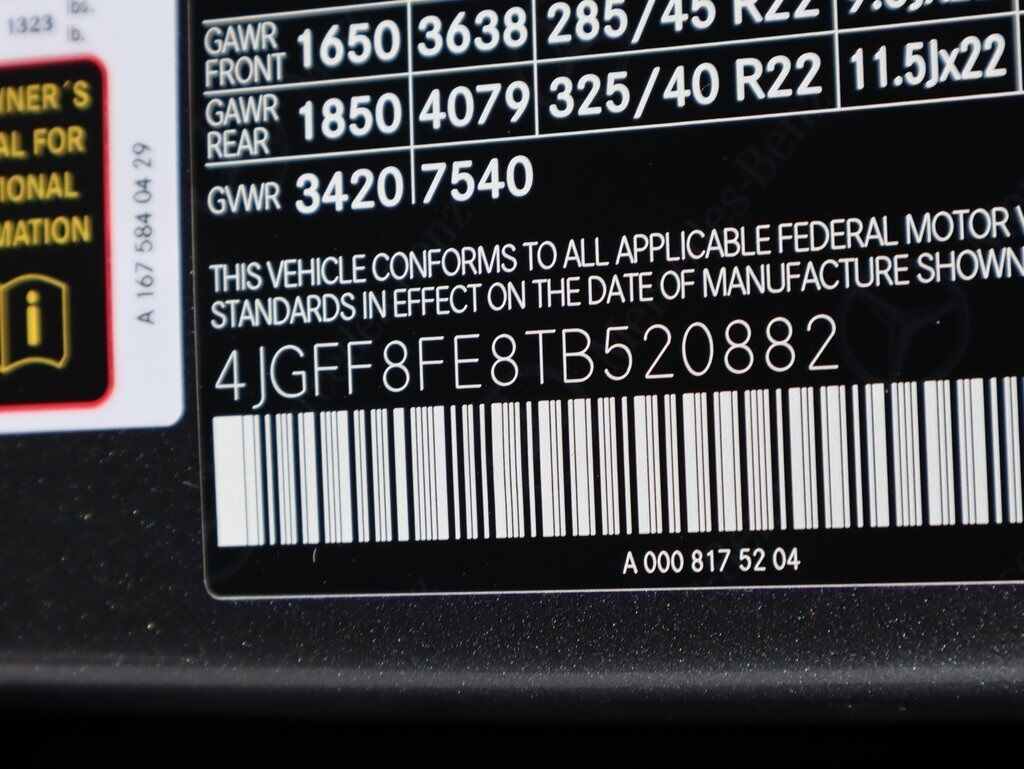 lbs.
1323 lb.
NER´S
AL FOR
IONAL
MATION
A 167 584 04 29
GAWR FRONT 1650 3638 285/45 R22
GAWR REAR 1850 4079 325/40 R22 11.5Jx22
GVWR 3420 7540
THIS VEHICLE CONFORMS TO ALL APPLICABLE FEDERAL MOTOR V
STANDARDS IN EFFECT ON THE DATE OF MANUFACTURE SHOWN
4JGFF8FE8TB520882
A 000 817 52 04